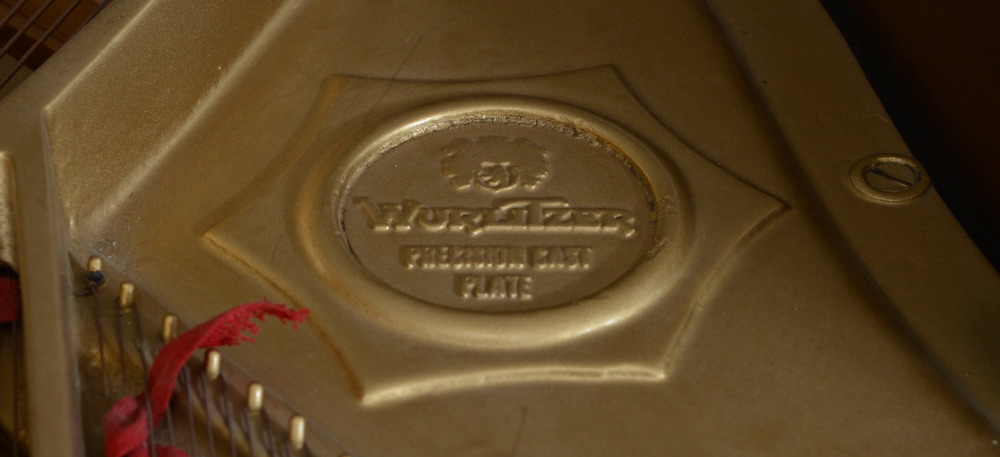 WURLITZER
PRECISION CAST
PLATE